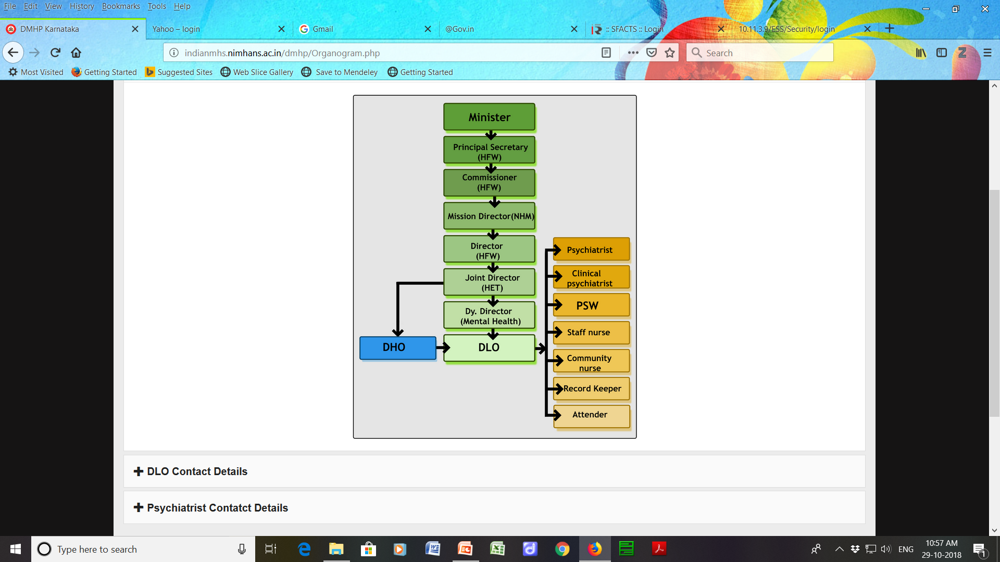 File Edit View History Bookmarks Tools Help
DMHP Karnataka
Yahoo – login
Gmail
@Gov.in
:: SFACTS :: Login
10.11.3.9/ESS/Security/login
indianmhs.nimhans.ac.in/dmhp/Organogram.php
Search
Most Visited
Getting Started
Suggested Sites
Web Slice Gallery
Save to Mendeley
Getting Started
Minister
Principal Secretary
(HFW)
Commissioner
(HFW)
Mission Director(NHM)
Director
(HFW)
Joint Director
(HET)
Dy. Director
(Mental Health)
DHO
DLO
Psychiatrist
Clinical
psychiatrist
PSW
Staff nurse
Community
nurse
Record Keeper
Attender
DLO Contact Details
Psychiatrist Contatct Details
Type here to search
ENG
10:57 AM
29-10-2018
1